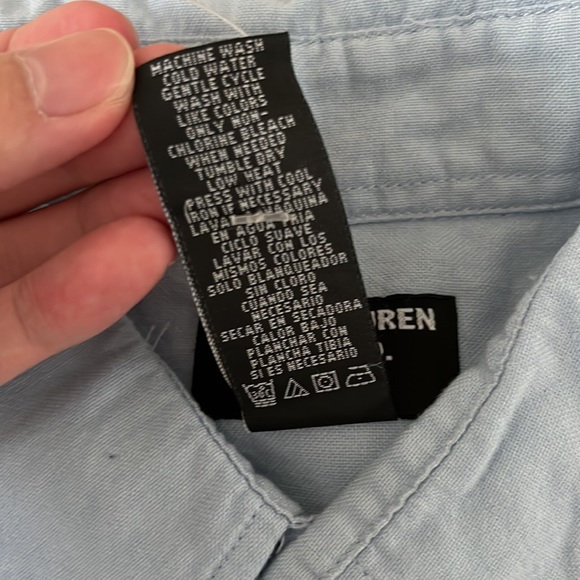 MACHINE WASH
COLD WATER
GENTLE CYCLE
WASH WITH
LIKE COLORS
ONLY NON-
CHLORINE BLEACH
WHEN NEEDED
TUMBLE DRY
LOW HEAT
PRESS WITH COOL
IRON IF NECESSARY
LAVAR MAQUINA
EN AGUA FRIA
CICLO SUAVE
LAVAR CON LOS
MISMOS COLORES
SOLO BLANQUEADOR
SIN CLORO
CUANDO SEA
NECESARIO
SECAR EN SECADORA
CALOR BAJO
PLANCHAR CON
PLANCHA TIBIA
SI ES NECESARIO
UREN